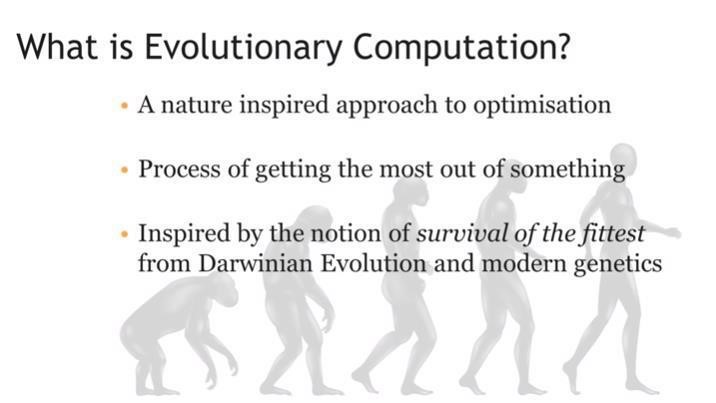 What is Evolutionary Computation?
• A nature inspired approach to optimisation
• Process of getting the most out of something
• Inspired by the notion of survival of the fittest
from Darwinian Evolution and modern genetics